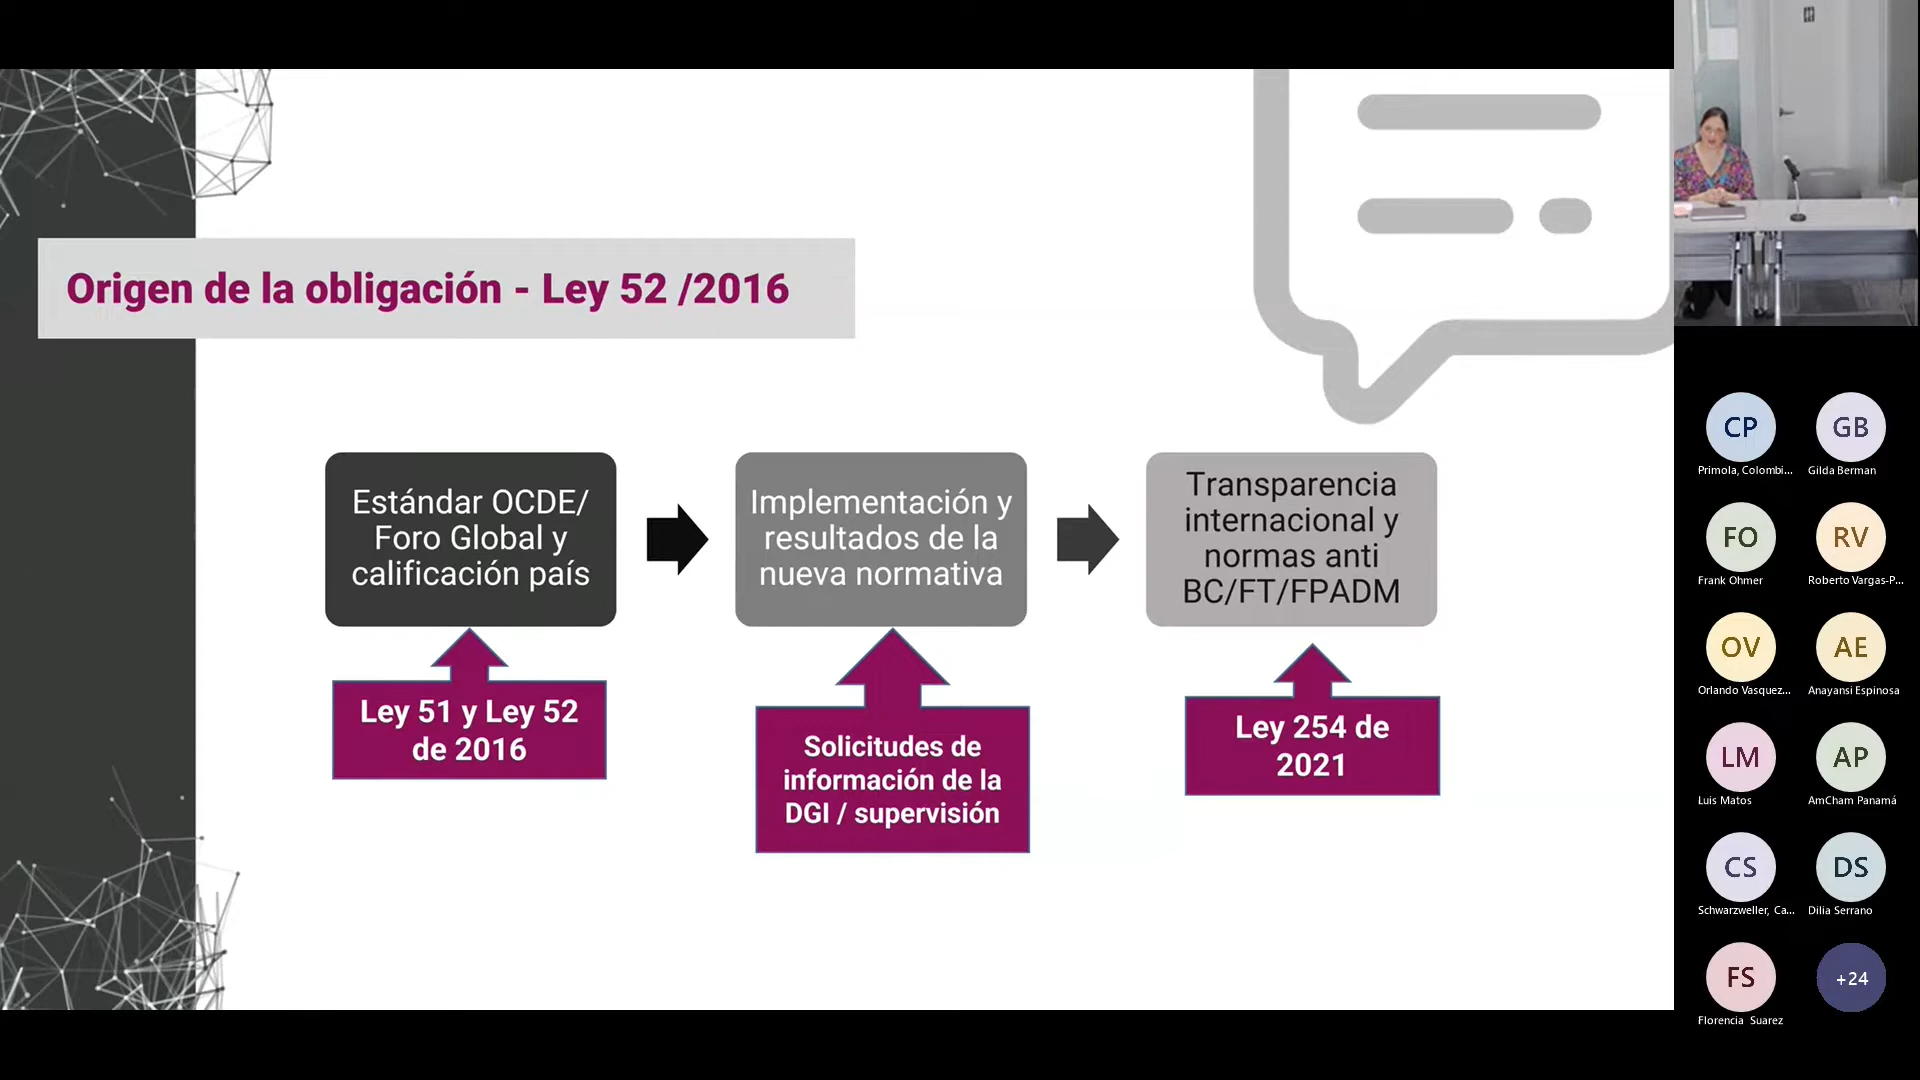 Origen de la obligación - Ley 52 /2016
Estándar OCDE/
Foro Global y
calificación país
Implementación y
resultados de la
nueva normativa
Transparencia
internacional y
normas anti
BC/FT/FPADM
Ley 51 y Ley 52
de 2016
Solicitudes de
información de la
DGI / supervisión
Ley 254 de
2021
CP
GB
Primola, Colombi...
Gilda Berman
FO
RV
Frank Ohmer
Roberto Vargas-P...
OV
AE
Orlando Vasquez...
Anayansi Espinosa
LM
AP
Luis Matos
AmCham Panamá
CS
DS
Schwarzweller, Ca...
Dilia Serrano
FS
+24
Florencia Suarez